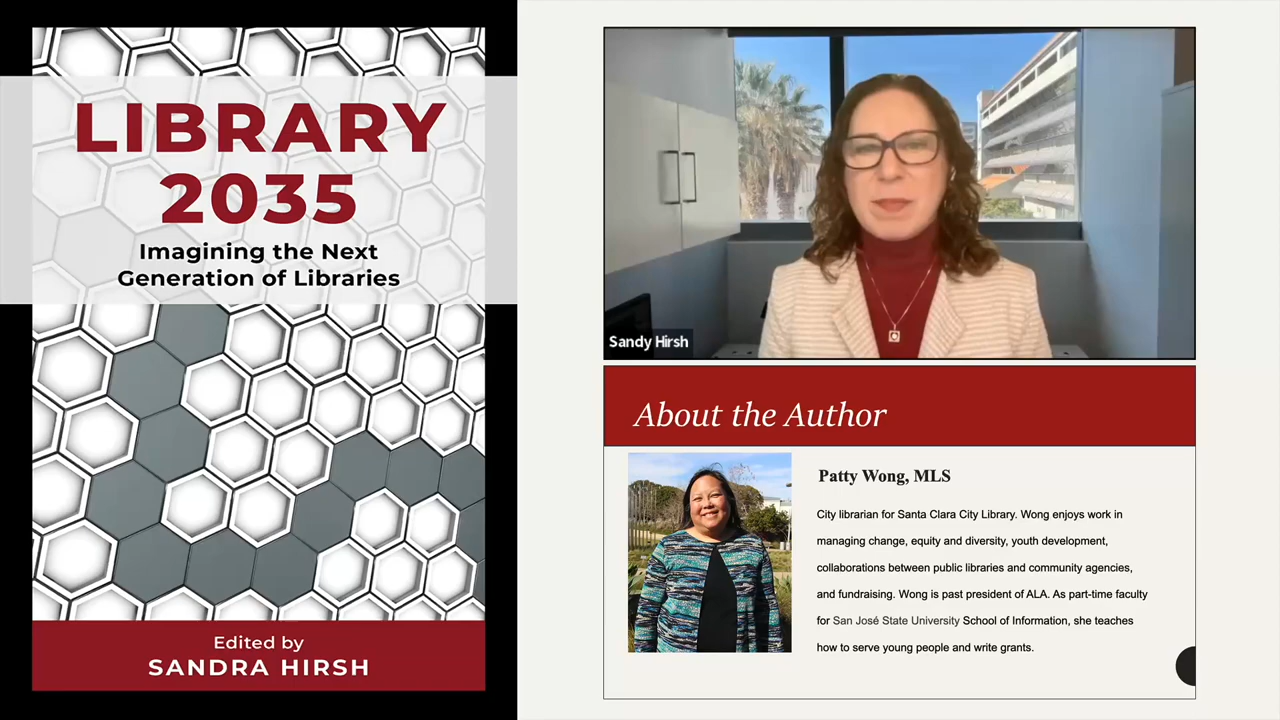 LIBRARY
2035
Imagining the Next
Generation of Libraries
Edited by
SANDRA HIRSH
Sandy Hirsh
About the Author
Patty Wong, MLS
City librarian for Santa Clara City Library. Wong enjoys work in
managing change, equity and diversity, youth development,
collaborations between public libraries and community agencies,
and fundraising. Wong is past president of ALA. As part-time faculty
for San José State University School of Information, she teaches
how to serve young people and write grants.